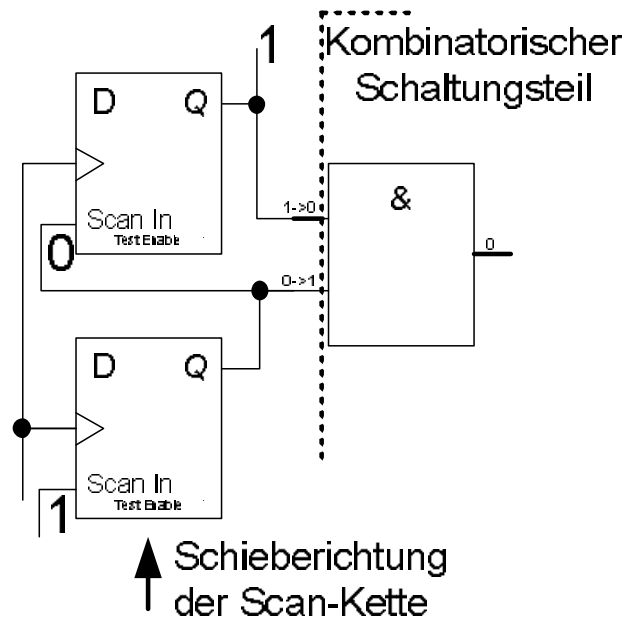 1
Kombinatorischer
Schaltungsteil
D Q
&
1->0
Scan In
Test Enable
0
0
0->1
D Q
Scan In
Test Enable
1
Schieberichtung
der Scan-Kette